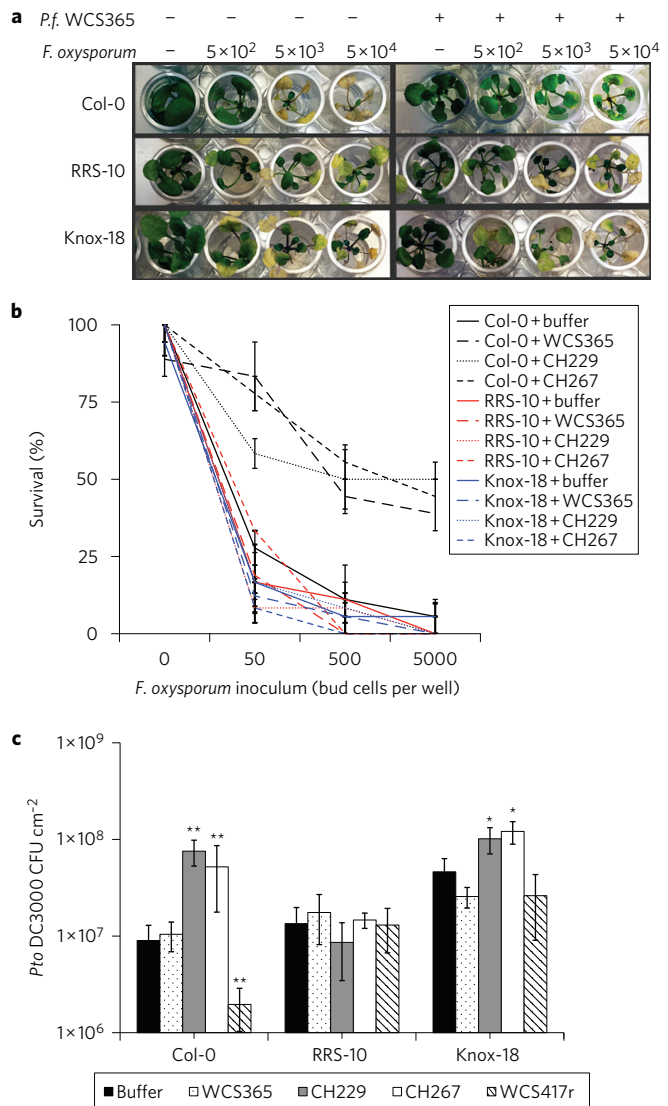 a
P.f. WCS365 – – – – + + + +
F. oxysporum – 5×10² 5×10³ 5×10⁴ – 5×10² 5×10³ 5×10⁴
Col-0
RRS-10
Knox-18
b
100
75
50
25
0
Survival (%)
0 50 500 5000
F. oxysporum inoculum (bud cells per well)
Col-0+buffer
Col-0+WCS365
Col-0+CH229
Col-0+CH267
RRS-10+buffer
RRS-10+WCS365
RRS-10+CH229
RRS-10+CH267
Knox-18+buffer
Knox-18+WCS365
Knox-18+CH229
Knox-18+CH267
c
1×10⁹
1×10⁸
1×10⁷
1×10⁶
Pto DC3000 CFU cm⁻²
** ** ** * *
Col-0 RRS-10 Knox-18
Buffer WCS365 CH229 CH267 WCS417r